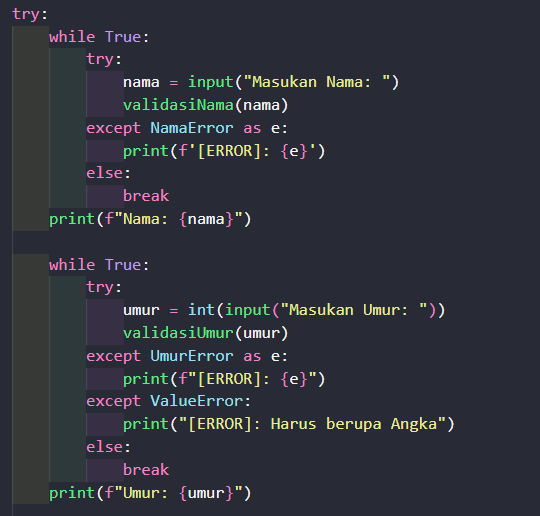 try:
    while True:
        try:
            nama = input("Masukan Nama: ")
            validasiNama(nama)
        except NamaError as e:
            print(f'[ERROR]: {e}')
        else:
            break
    print(f"Nama: {nama}")

    while True:
        try:
            umur = int(input("Masukan Umur: "))
            validasiUmur(umur)
        except UmurError as e:
            print(f"[ERROR]: {e}")
        except ValueError:
            print("[ERROR]: Harus berupa Angka")
        else:
            break
    print(f"Umur: {umur}")